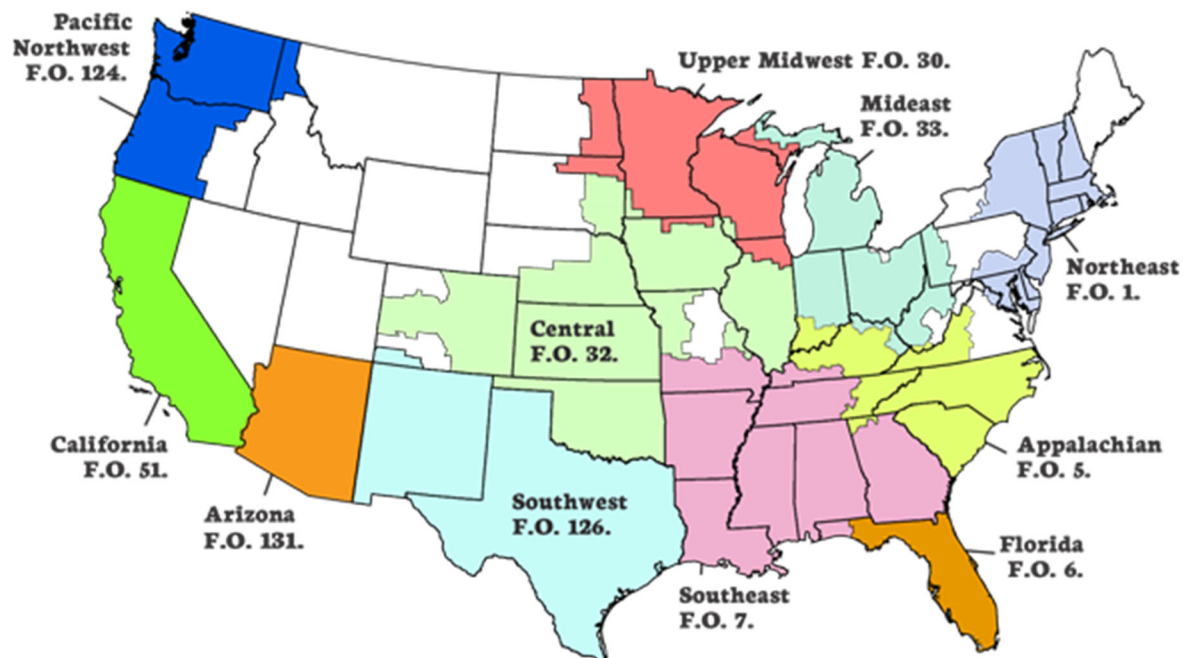 Pacific
Northwest
F.O. 124.
Upper Midwest F.O. 30.
Mideast
F.O. 33.
Northeast
F.O. 1.
Central
F.O. 32.
California
F.O. 51.
Appalachian
F.O. 5.
Arizona
F.O. 131.
Southwest
F.O. 126.
Florida
F.O. 6.
Southeast
F.O. 7.